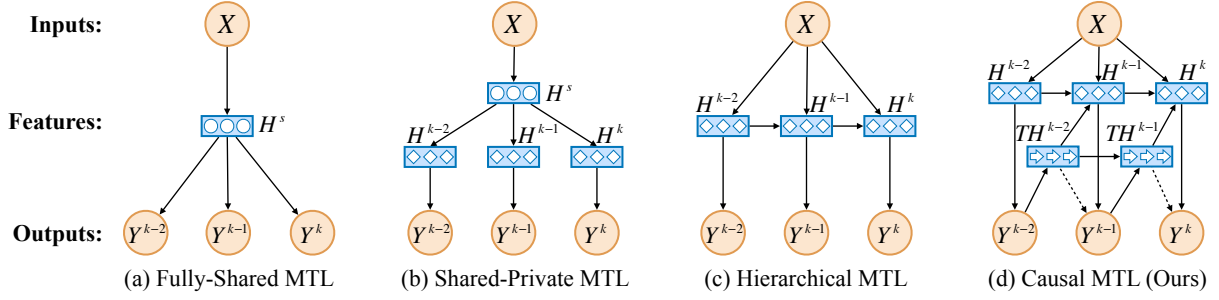 Inputs: X X X X
H^{k-2} H^{k-1} H^k
H^s
H^{k-2} H^{k-1} H^k
Features: H^s
H^{k-2} H^{k-1} H^k
TH^{k-2} TH^{k-1}
Outputs: Y^{k-2} Y^{k-1} Y^k Y^{k-2} Y^{k-1} Y^k Y^{k-2} Y^{k-1} Y^k Y^{k-2} Y^{k-1} Y^k
(a) Fully-Shared MTL (b) Shared-Private MTL (c) Hierarchical MTL (d) Causal MTL (Ours)